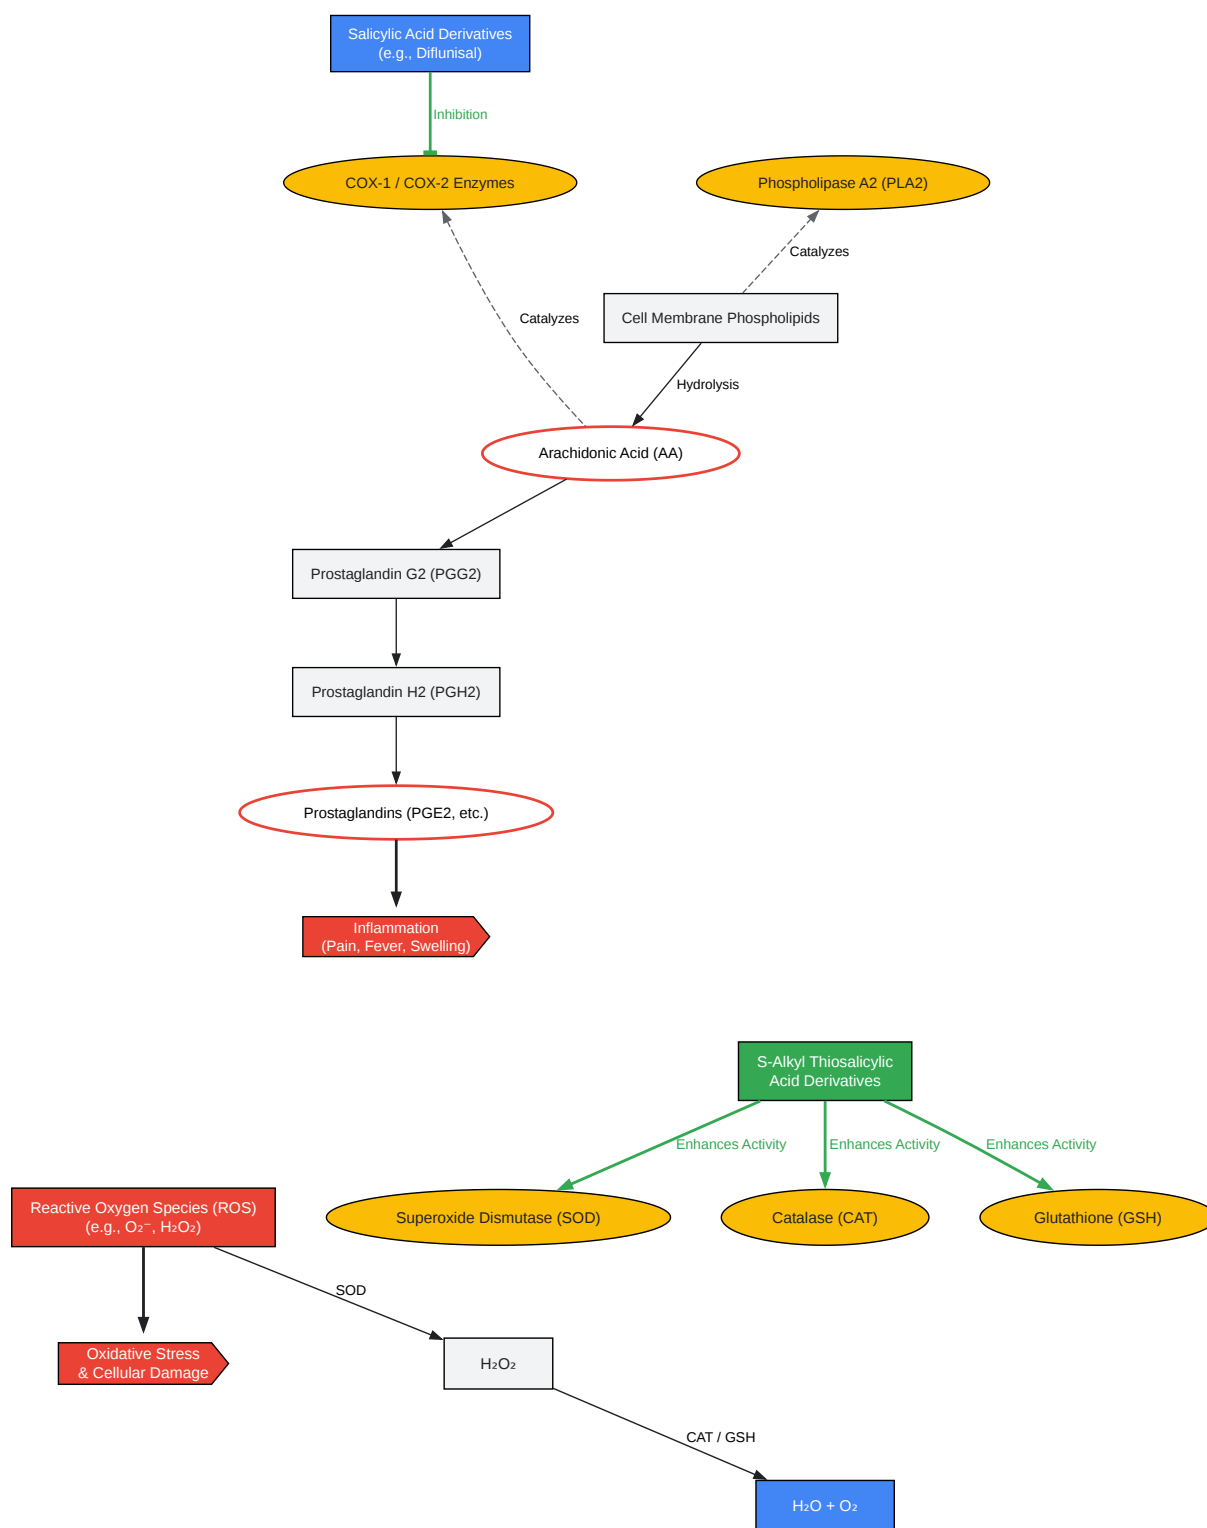 Salicylic Acid Derivatives
(e.g., Diflunisal)
Inhibition
COX-1 / COX-2 Enzymes
Phospholipase A2 (PLA2)
Catalyzes
Catalyzes
Cell Membrane Phospholipids
Hydrolysis
Arachidonic Acid (AA)
Prostaglandin G2 (PGG2)
Prostaglandin H2 (PGH2)
Prostaglandins (PGE2, etc.)
Inflammation
(Pain, Fever, Swelling)
S-Alkyl Thiosalicylic
Acid Derivatives
Enhances Activity
Enhances Activity
Enhances Activity
Reactive Oxygen Species (ROS)
(e.g., O₂⁻, H₂O₂)
Superoxide Dismutase (SOD)
Catalase (CAT)
Glutathione (GSH)
SOD
Oxidative Stress
& Cellular Damage
H₂O₂
CAT / GSH
H₂O + O₂